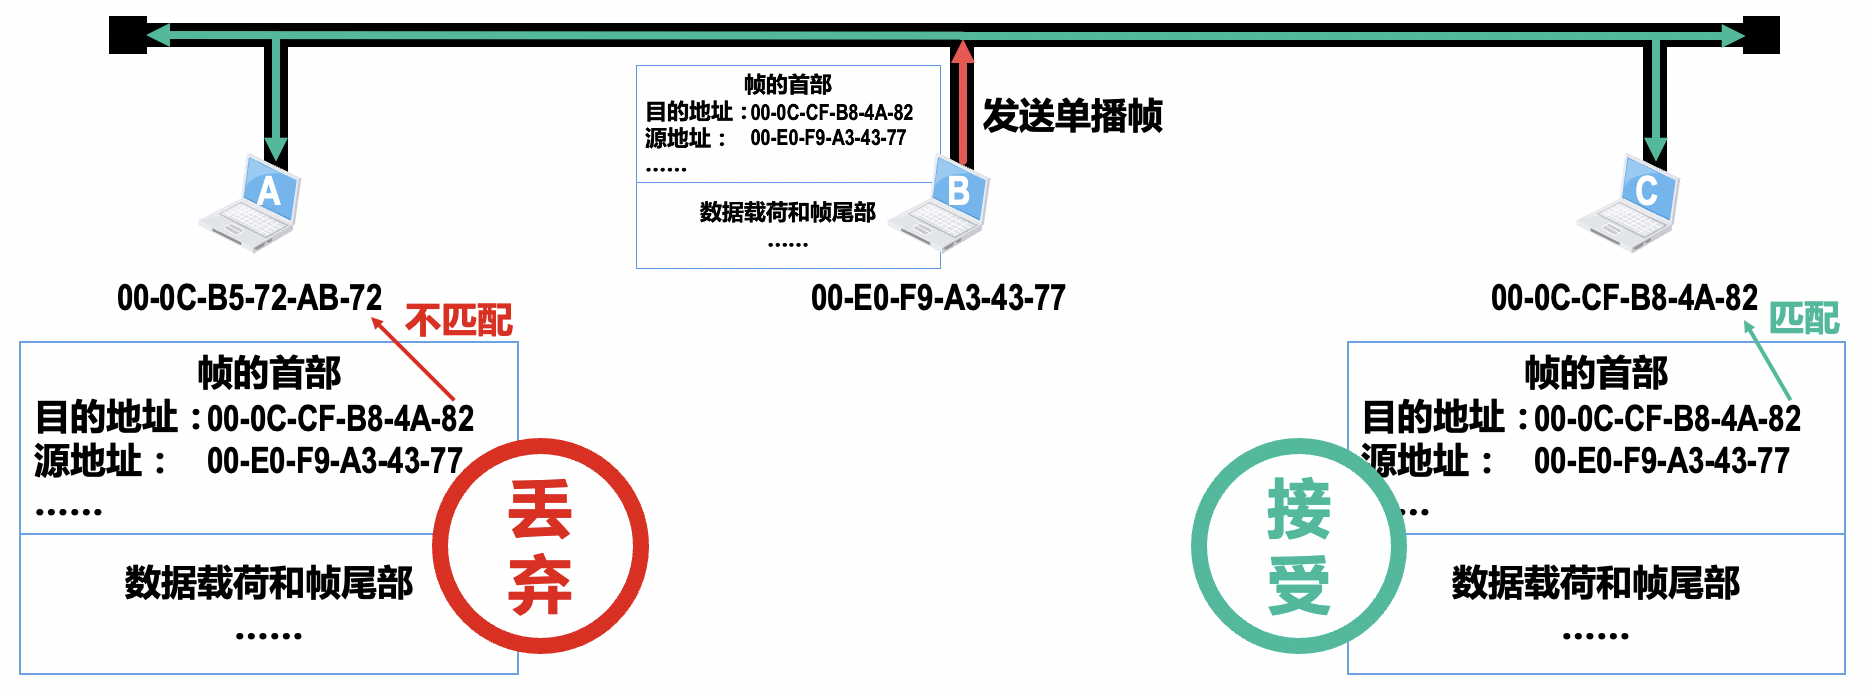 帧的首部
目的地址：00-0C-CF-B8-4A-82
源地址： 00-E0-F9-A3-43-77
……
数据载荷和帧尾部
……
发送单播帧
A
B
C
00-0C-B5-72-AB-72
00-E0-F9-A3-43-77
00-0C-CF-B8-4A-82
不匹配
匹配
帧的首部
目的地址：00-0C-CF-B8-4A-82
源地址： 00-E0-F9-A3-43-77
……
数据载荷和帧尾部
……
丢
弃
接
受
帧的首部
目的地址：00-0C-CF-B8-4A-82
源地址： 00-E0-F9-A3-43-77
…
数据载荷和帧尾部
……